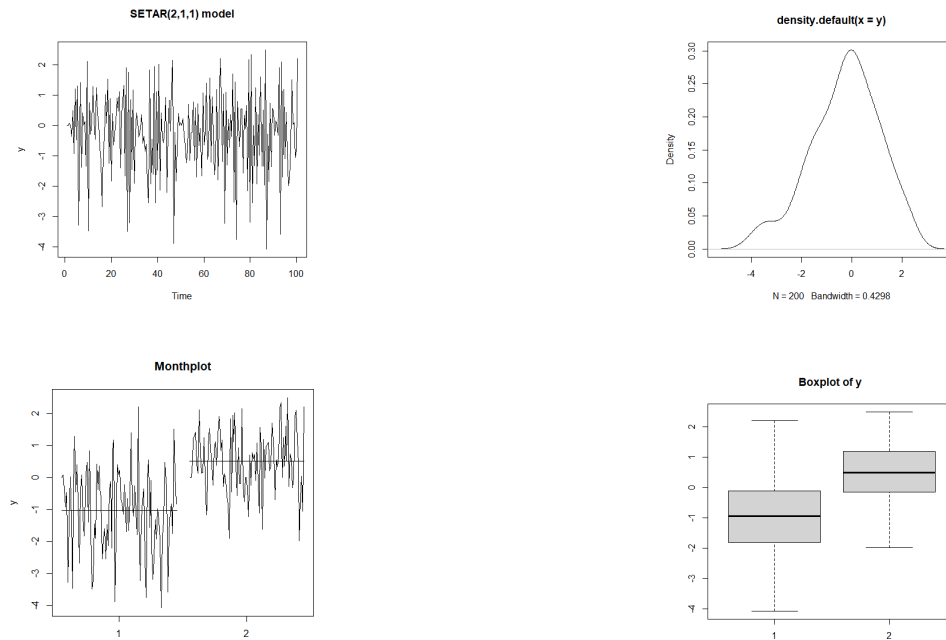 SETAR(2,1,1) model
y
2
1
0
-1
-2
-3
-4
0 20 40 60 80 100
Time
density.default(x = y)
Density
0.30
0.25
0.20
0.15
0.10
0.05
0.00
-4 -2 0 2
N = 200 Bandwidth = 0.4298
Monthplot
y
2
1
0
-1
-2
-3
-4
1 2
Boxplot of y
2
1
0
-1
-2
-3
-4
1 2